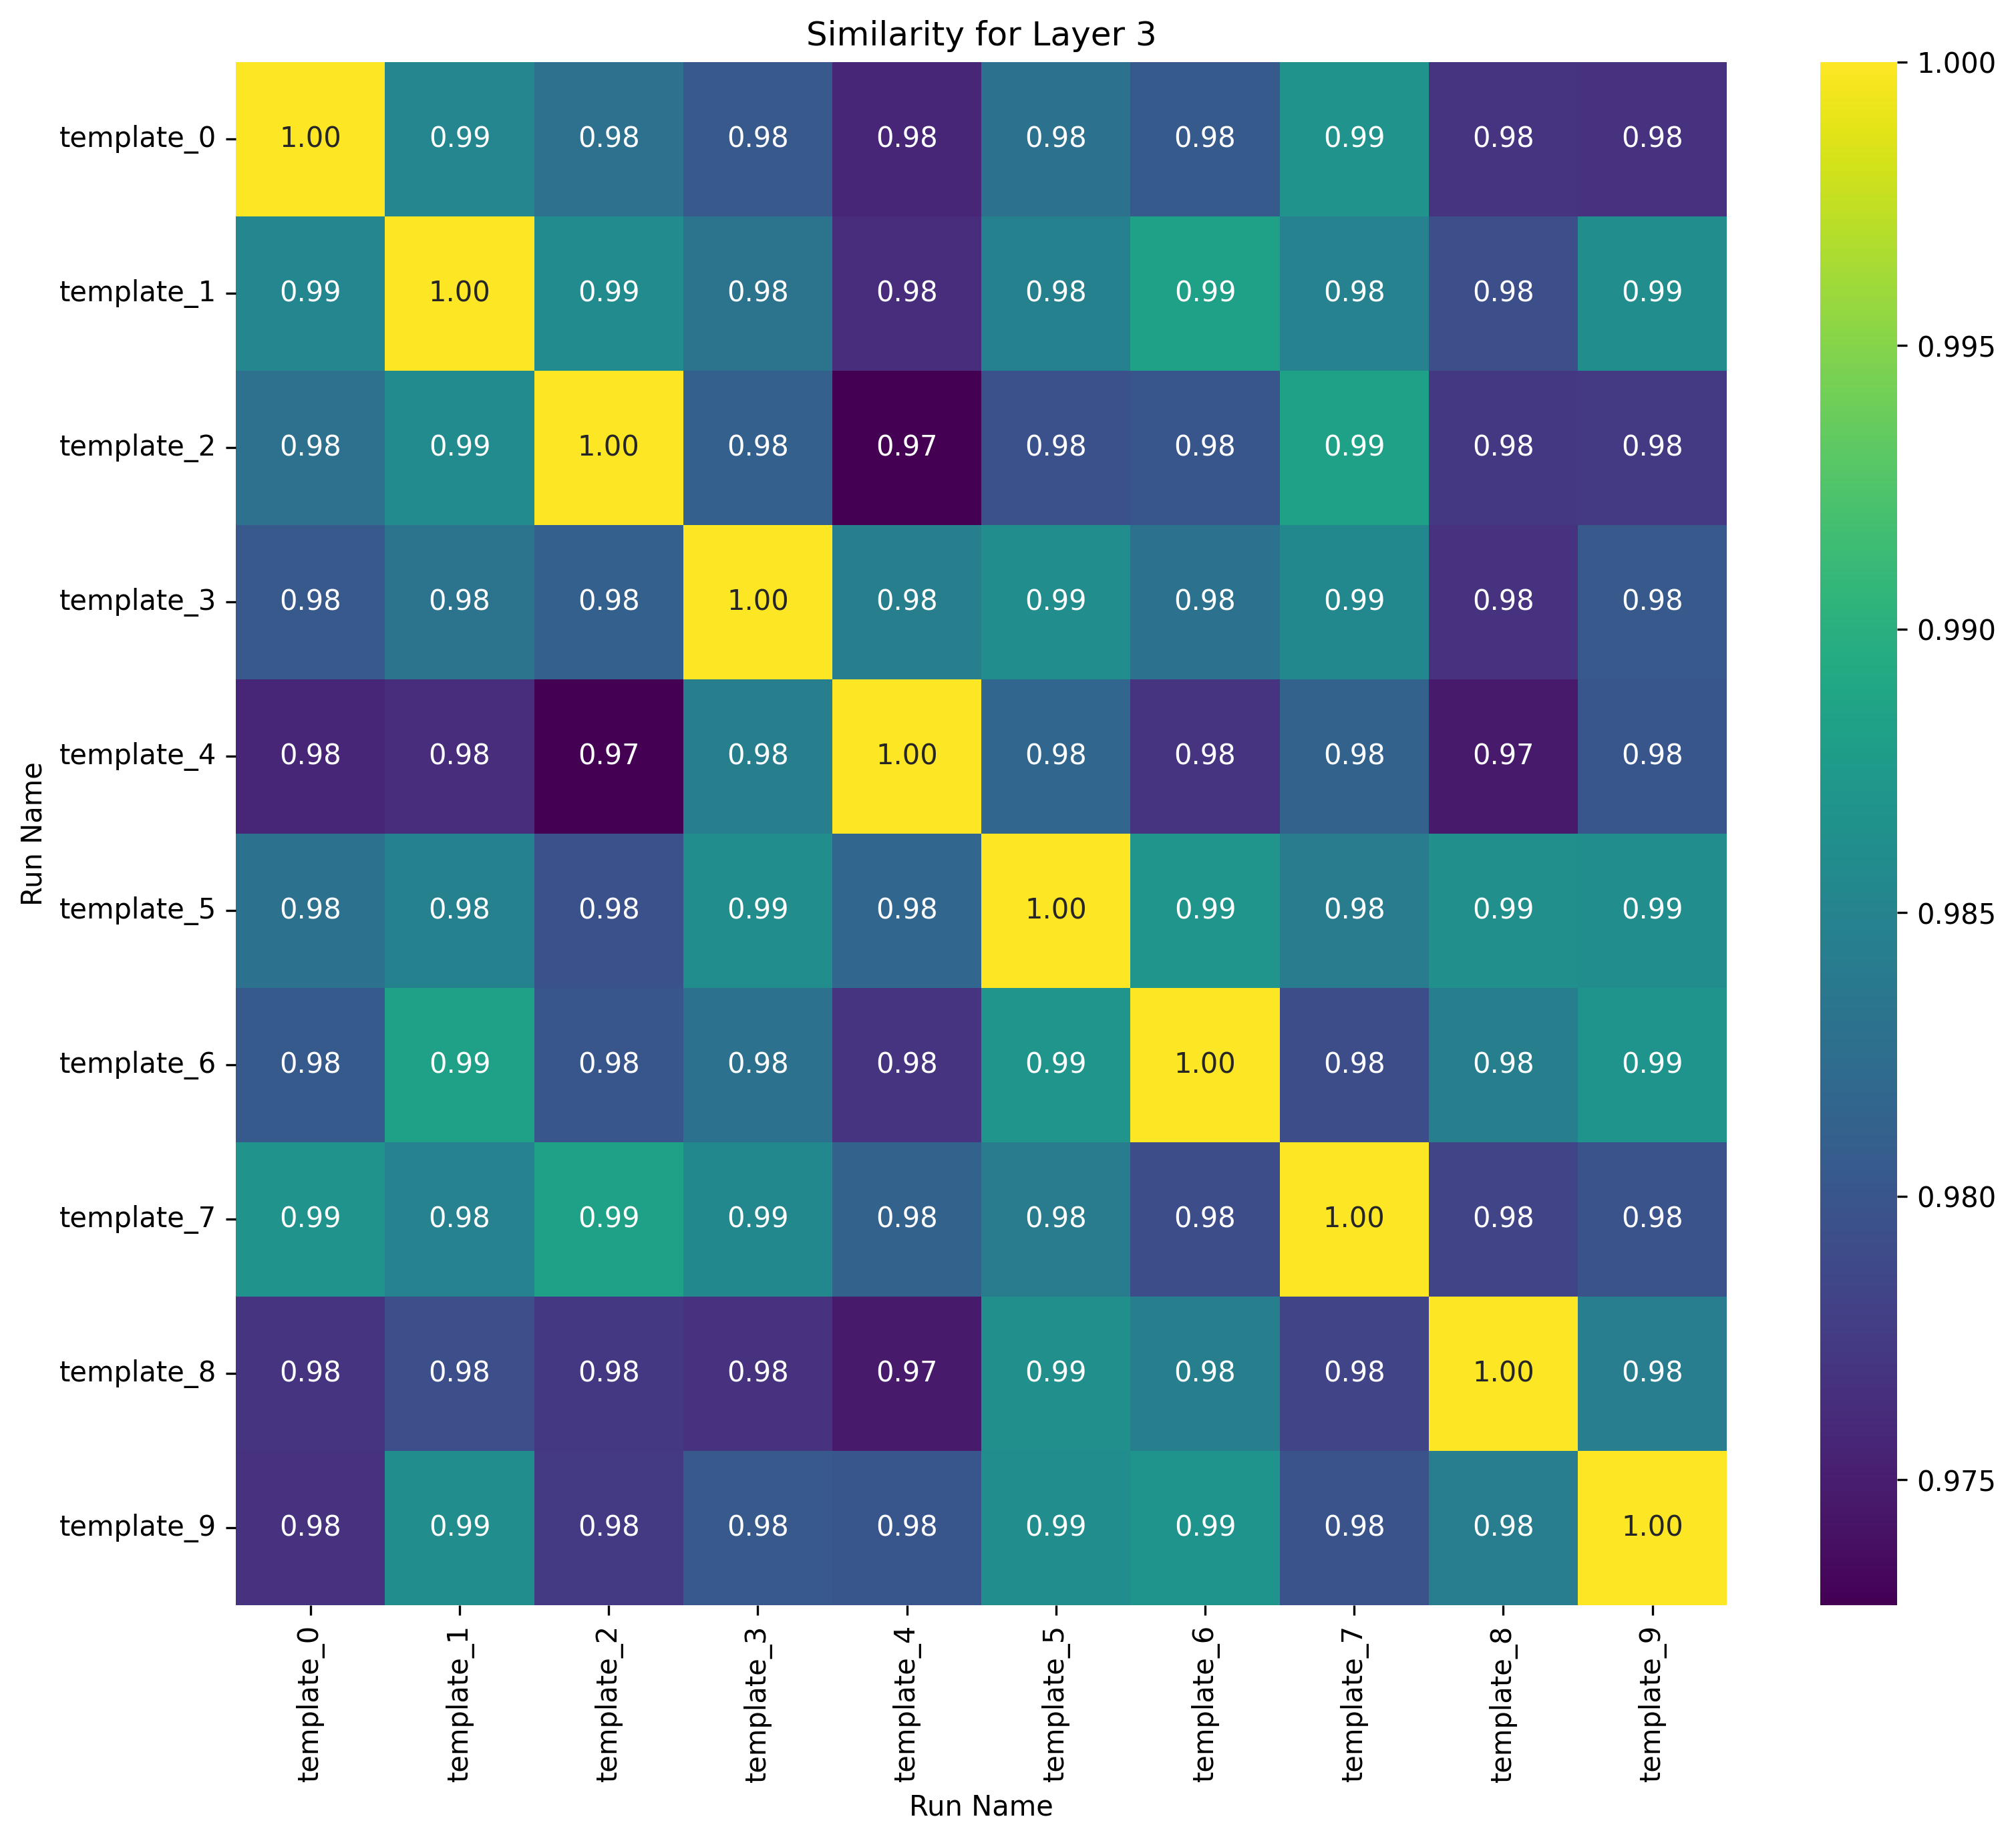 Similarity for Layer 3
template_0 1.00 0.99 0.98 0.98 0.98 0.98 0.98 0.99 0.98 0.98
template_1 0.99 1.00 0.99 0.98 0.98 0.98 0.99 0.98 0.98 0.99
template_2 0.98 0.99 1.00 0.98 0.97 0.98 0.98 0.99 0.98 0.98
template_3 0.98 0.98 0.98 1.00 0.98 0.99 0.98 0.99 0.98 0.98
template_4 0.98 0.98 0.97 0.98 1.00 0.98 0.98 0.98 0.97 0.98
template_5 0.98 0.98 0.98 0.99 0.98 1.00 0.99 0.98 0.99 0.99
template_6 0.98 0.99 0.98 0.98 0.98 0.99 1.00 0.98 0.98 0.99
template_7 0.99 0.98 0.99 0.99 0.98 0.98 0.98 1.00 0.98 0.98
template_8 0.98 0.98 0.98 0.98 0.97 0.99 0.98 0.98 1.00 0.98
template_9 0.98 0.99 0.98 0.98 0.98 0.99 0.99 0.98 0.98 1.00
Run Name
template_0 template_1 template_2 template_3 template_4 template_5 template_6 template_7 template_8 template_9
Run Name
1.000
0.995
0.990
0.985
0.980
0.975